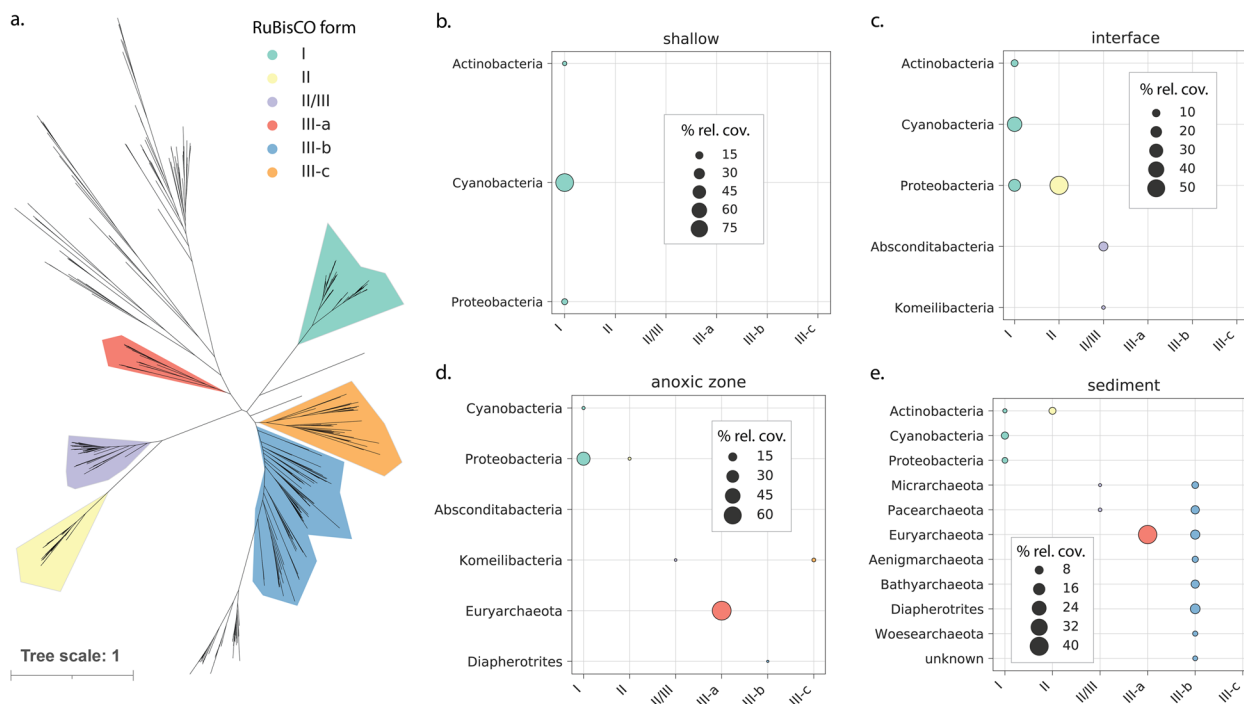 a.
RuBisCO form
I
II
II/III
III-a
III-b
III-c
Tree scale: 1
b.
shallow
Actinobacteria
Cyanobacteria
Proteobacteria
% rel. cov.
15
30
45
60
75
I
II
II/III
III-a
III-b
III-c
c.
interface
Actinobacteria
Cyanobacteria
Proteobacteria
Absconditabacteria
Komeilibacteria
% rel. cov.
10
20
30
40
50
I
II
II/III
III-a
III-b
III-c
d.
anoxic zone
Cyanobacteria
Proteobacteria
Absconditabacteria
Komeilibacteria
Euryarchaeota
Diapherotrites
% rel. cov.
15
30
45
60
I
II
II/III
III-a
III-b
III-c
e.
sediment
Actinobacteria
Cyanobacteria
Proteobacteria
Micrarchaeota
Pacearchaeota
Euryarchaeota
Aenigmarchaeota
Bathyarchaeota
Diapherotrites
Woesearchaeota
unknown
% rel. cov.
8
16
24
32
40
I
II
II/III
III-a
III-b
III-c